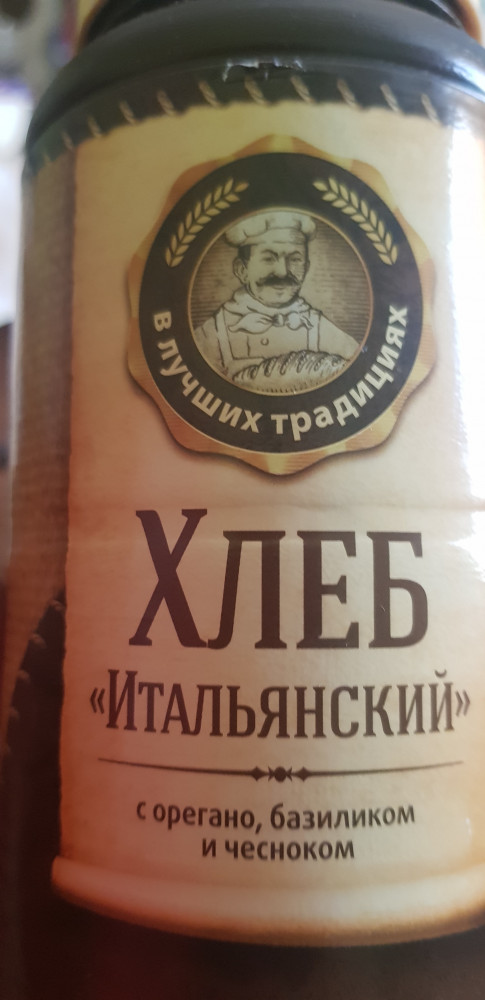 в лучших традициях
Хлеб
«Итальянский»
с орегано, базиликом
и чесноком